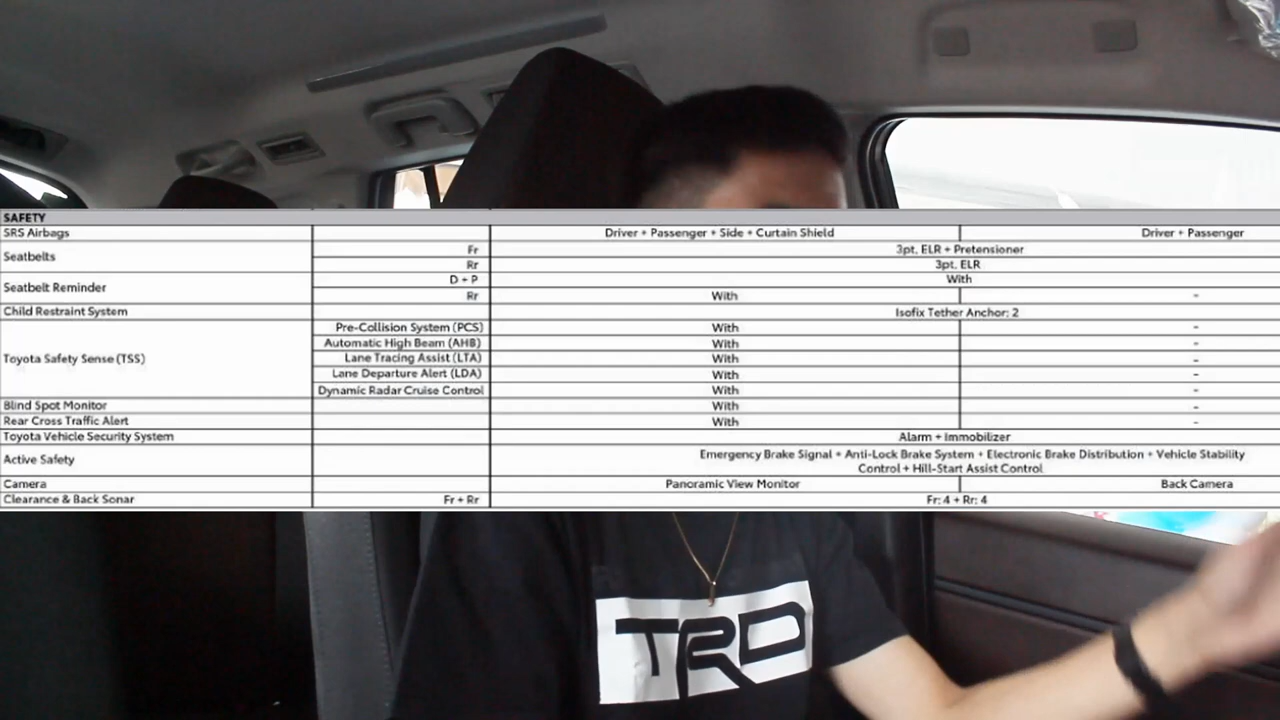 SAFETY
SRS Airbags Driver + Passenger + Side + Curtain Shield Driver + Passenger
Seatbelts Fr 3pt. ELR + Pretensioner
Rr 3pt. ELR
Seatbelt Reminder D + P With
Rr With -
Child Restraint System Isofix Tether Anchor: 2
Toyota Safety Sense (TSS) Pre-Collision System (PCS) With -
Automatic High Beam (AHB) With -
Lane Tracing Assist (LTA) With -
Lane Departure Alert (LDA) With -
Dynamic Radar Cruise Control With -
Blind Spot Monitor With -
Rear Cross Traffic Alert With -
Toyota Vehicle Security System Alarm + Immobilizer
Active Safety Emergency Brake Signal + Anti-Lock Brake System + Electronic Brake Distribution + Vehicle Stability
Control + Hill-Start Assist Control
Camera Panoramic View Monitor Back Camera
Clearance & Back Sonar Fr + Rr Fr: 4 + Rr: 4
TRD